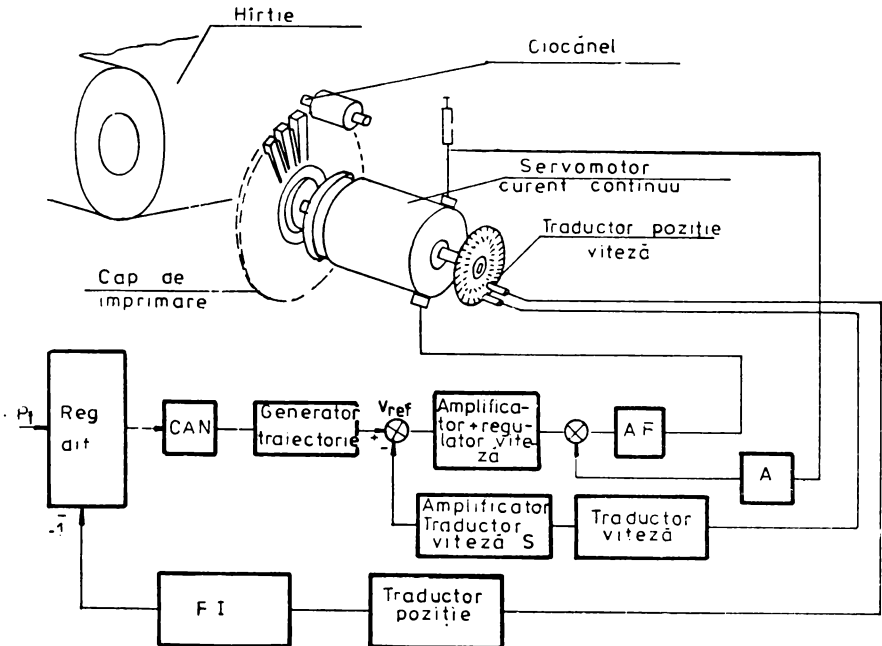 Hîrtie
Ciocănel
Servomotor
curent continuu
Traductor poziție
viteză
Cap de
imprimare
Reg
dit
CAN
Generator
traiectorie
Vref
+
-
Amplifica-
tor+regu-
lator vite
ză
AF
A
Amplificator
Traductor
viteză S
Traductor
viteză
-1
FI
Traductor
poziție